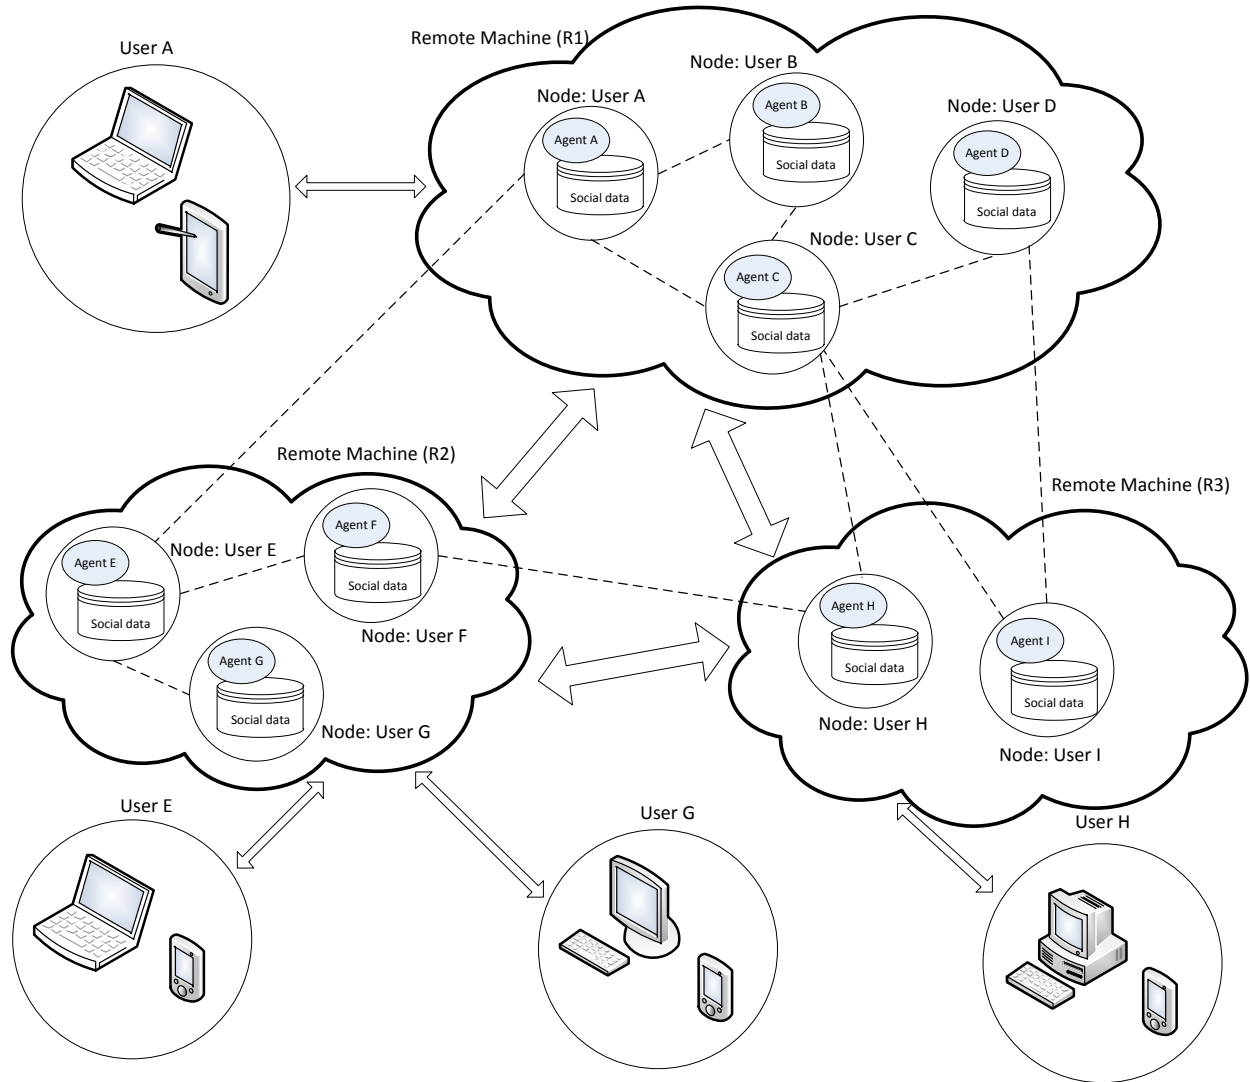 User A
Remote Machine (R1)
Node: User B
Node: User A
Agent B
Node: User D
Agent A
Social data
Agent D
Social data
Social data
Node: User C
Agent C
Social data
Remote Machine (R2)
Remote Machine (R3)
Agent F
Node: User E
Agent E
Social data
Social data
Node: User F
Agent G
Social data
Node: User G
Agent H
Social data
Node: User H
Agent I
Social data
Node: User I
User E
User G
User H